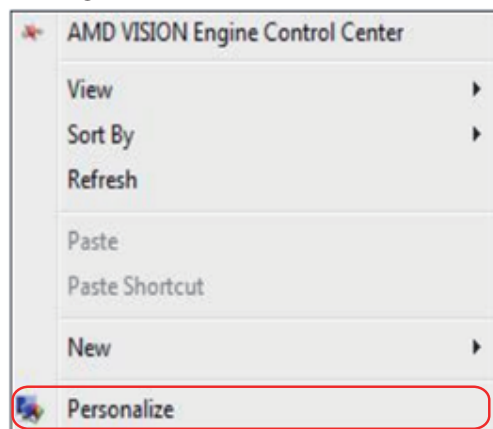 AMD VISION Engine Control Center
View
Sort By
Refresh
Paste
Paste Shortcut
New
Personalize